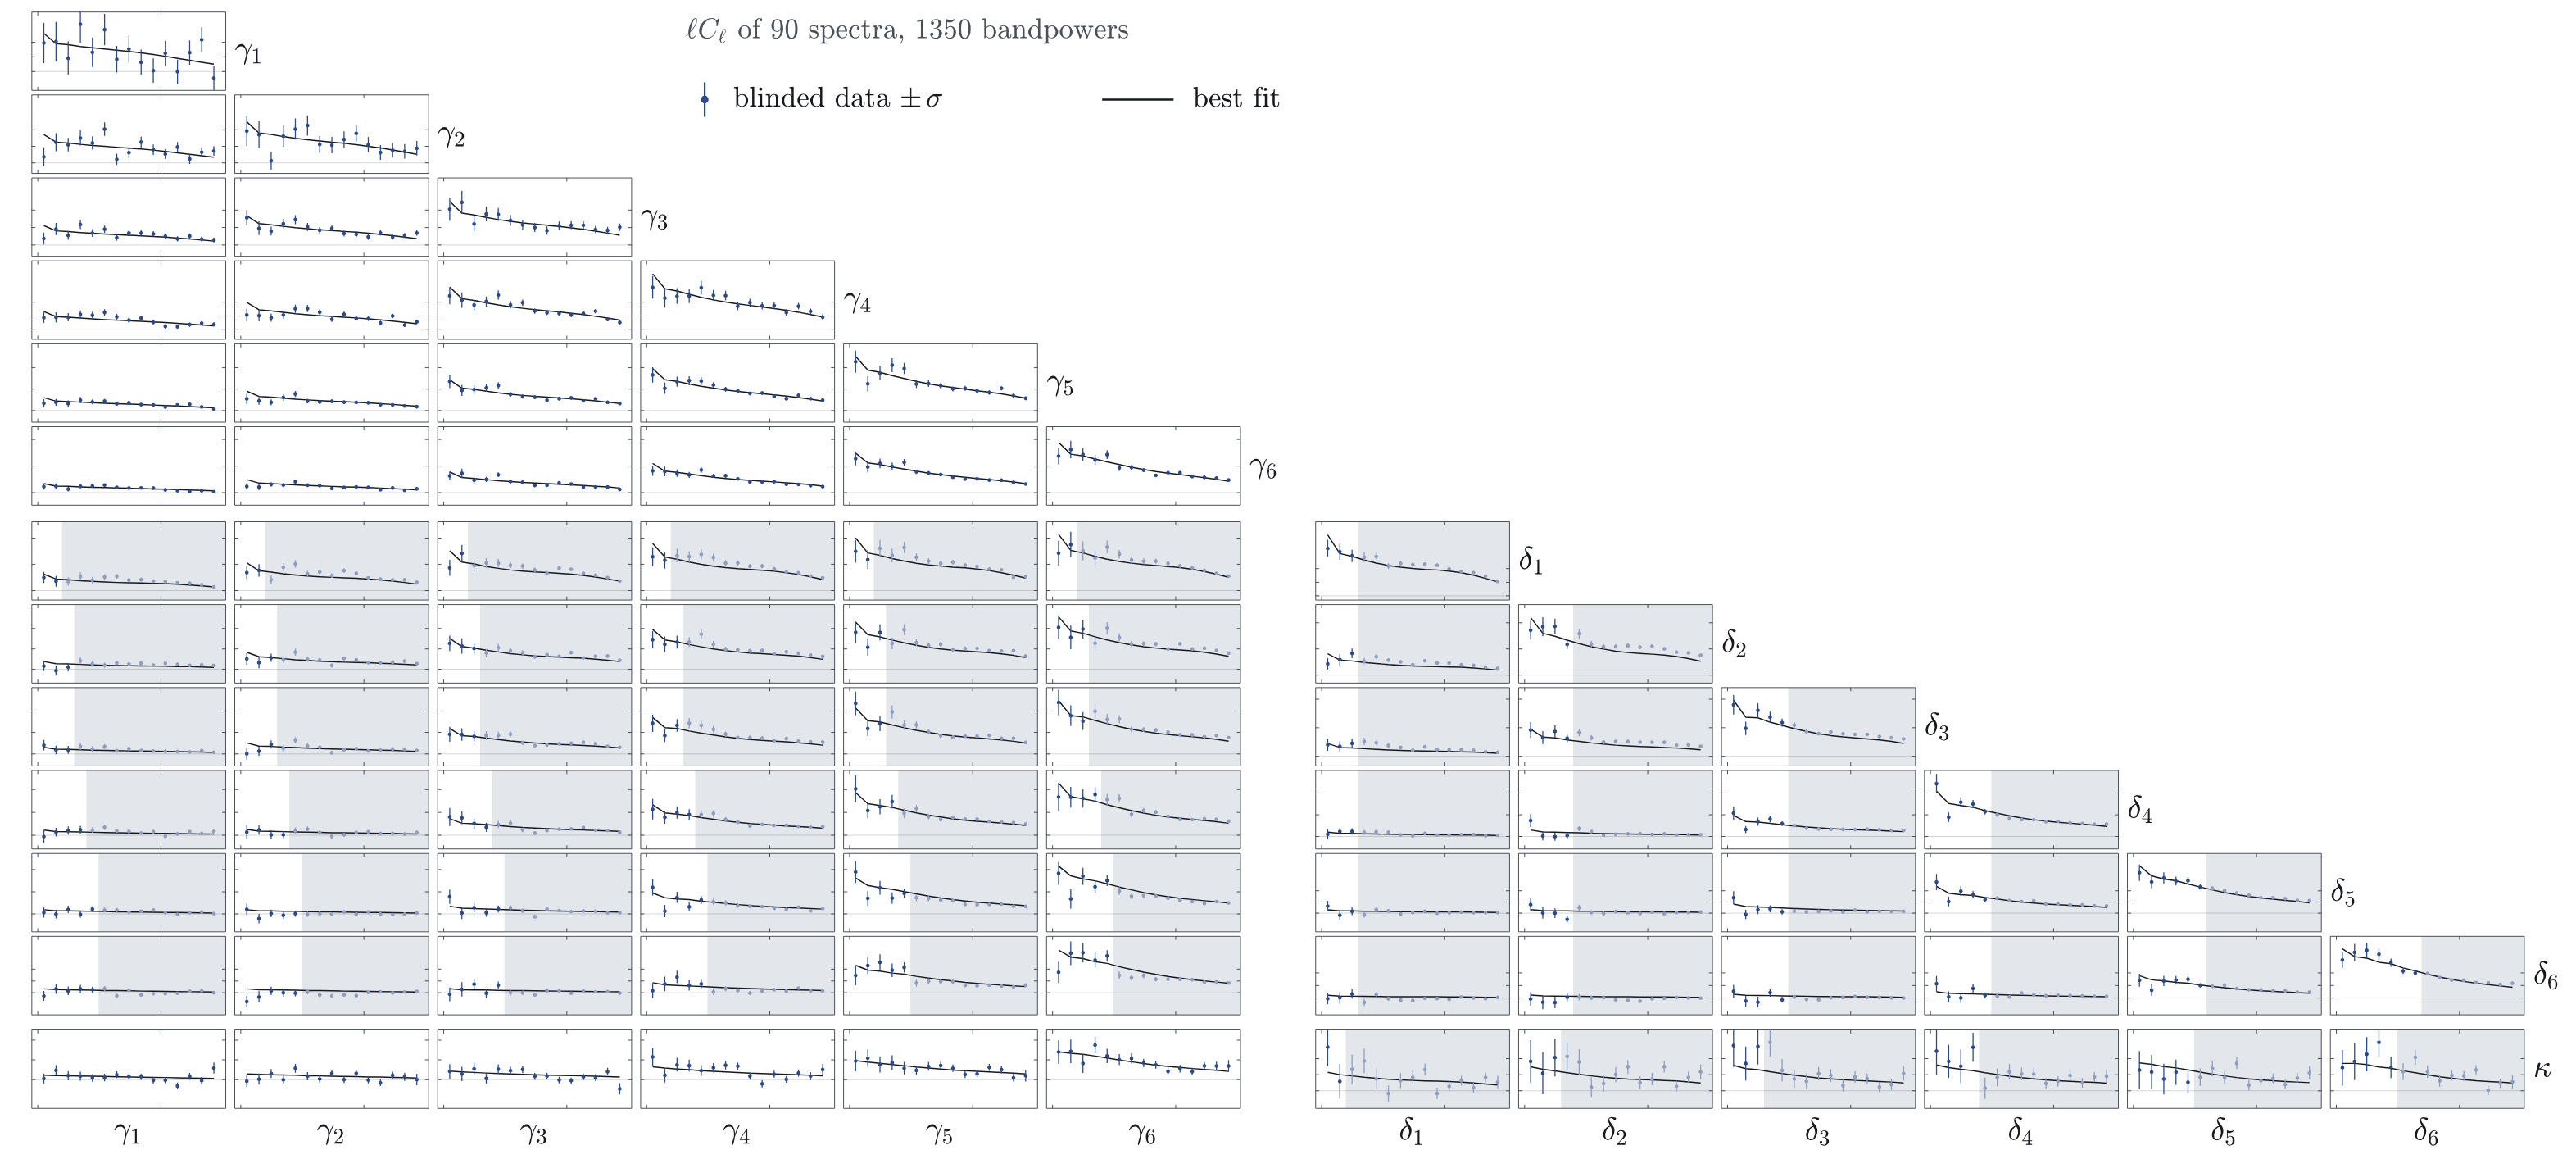 ℓCℓ of 90 spectra, 1350 bandpowers
blinded data ± σ
best fit
γ1
γ2
γ3
γ4
γ5
γ6
δ1
δ2
δ3
δ4
δ5
δ6
κ
γ1 γ2 γ3 γ4 γ5 γ6 δ1 δ2 δ3 δ4 δ5 δ6